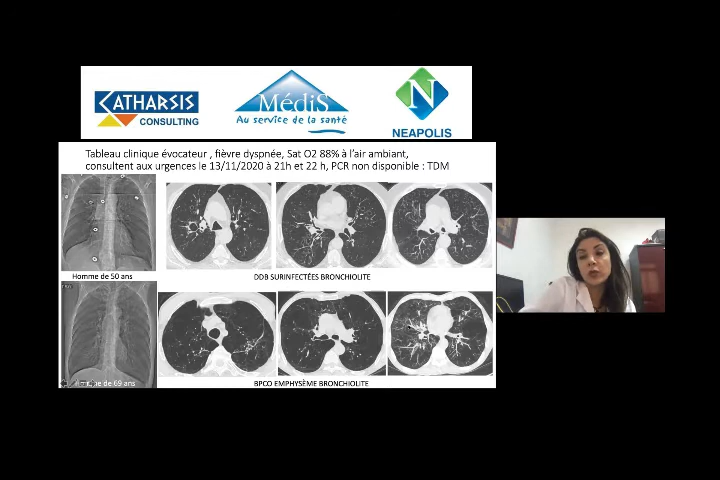 CATHARSIS
CONSULTING
MédiS
Au service de la santé
N
NEAPOLIS
Tableau clinique évocateur , fièvre dyspnée, Sat O2 88% à l'air ambiant,
consultent aux urgences le 13/11/2020 à 21h et 22 h, PCR non disponible : TDM
Homme de 50 ans
DDB SURINFECTÉES BRONCHIOLITE
de 69 ans
BPCO EMPHYSÈME BRONCHIOLITE